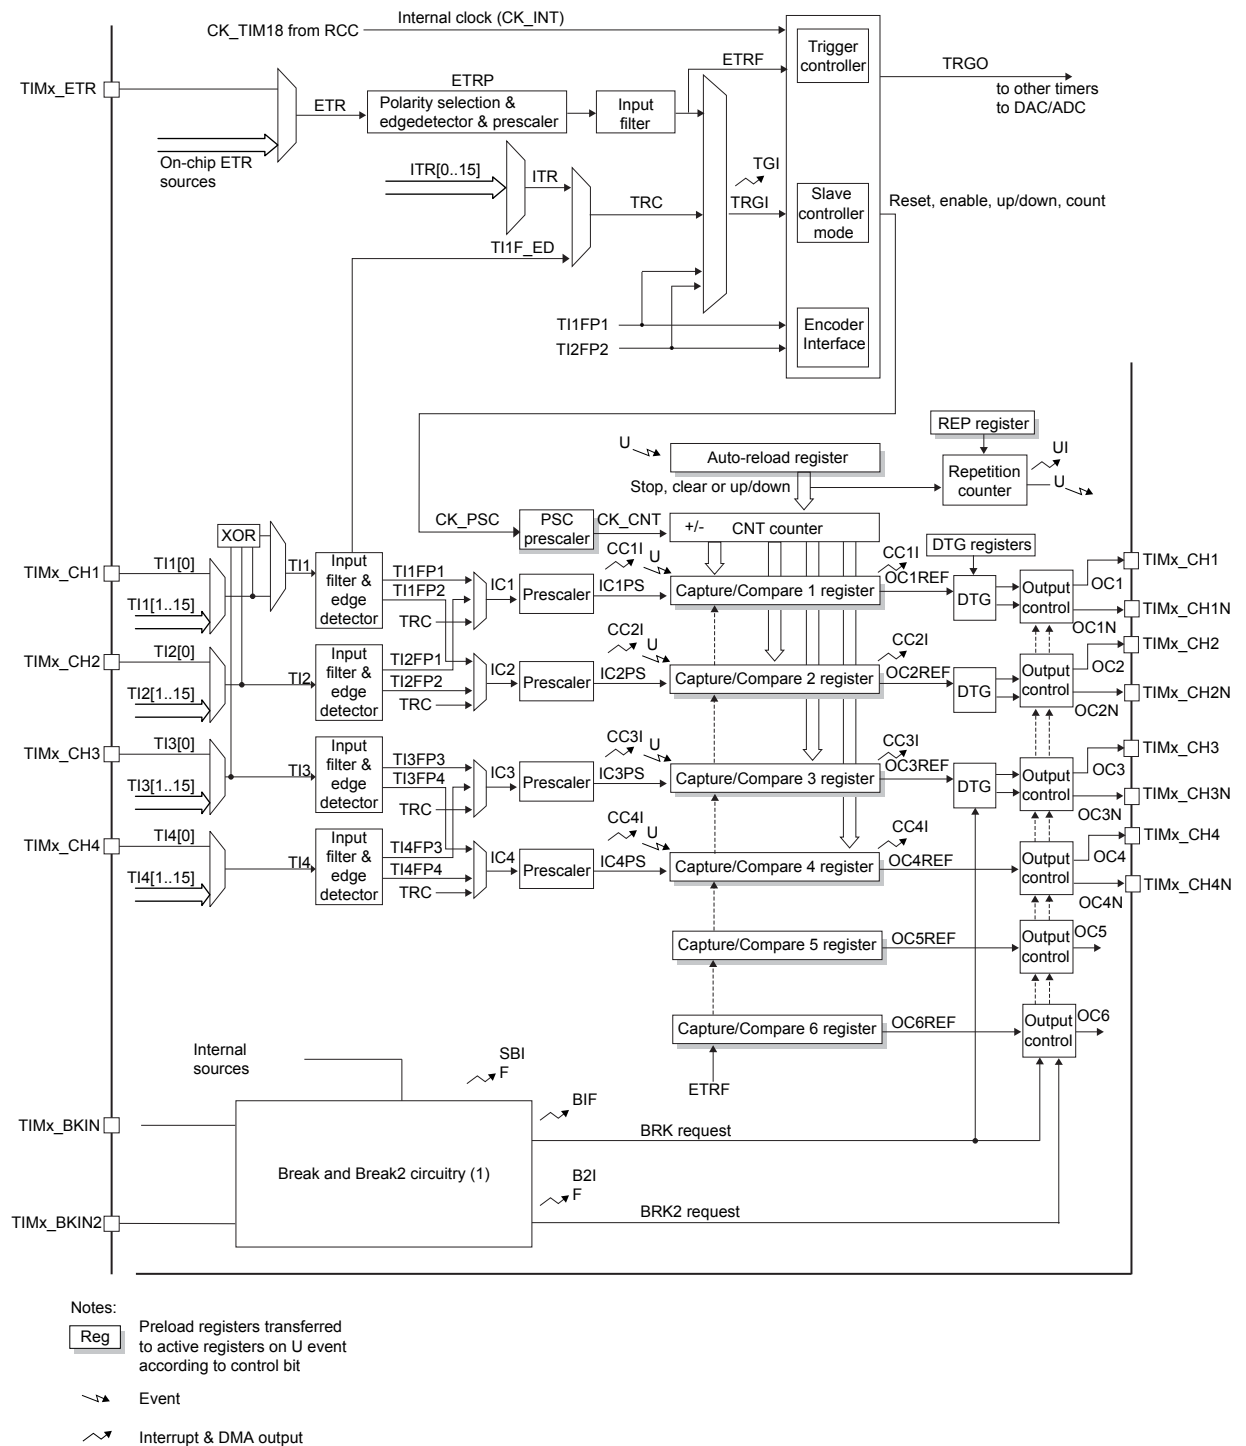 Internal clock (CK_INT)
CK_TIM18 from RCC
Trigger
controller
ETRF
TRGO
to other timers
to DAC/ADC
TIMx_ETR
ETR
ETRP
Polarity selection &
edgedetector & prescaler
Input
filter
On-chip ETR
sources
ITR[0..15]
ITR
TGI
TRC
TRGI
Slave
controller
mode
Reset, enable, up/down, count
TI1F_ED
TI1FP1
TI2FP2
Encoder
Interface
REP register
U
Auto-reload register
Repetition
counter
UI
U
Stop, clear or up/down
CK_PSC
PSC
prescaler
CK_CNT
+/-
CNT counter
DTG registers
XOR
TIMx_CH1
TI1[0]
TI1[1..15]
TI1
Input
filter &
edge
detector
TI1FP1
TI1FP2
TRC
IC1
Prescaler
IC1PS
CC1I
U
Capture/Compare 1 register
CC1I
OC1REF
DTG
Output
control
OC1
OC1N
TIMx_CH1
TIMx_CH1N
TIMx_CH2
TI2[0]
TI2[1..15]
TI2
Input
filter &
edge
detector
TI2FP1
TI2FP2
TRC
IC2
Prescaler
IC2PS
CC2I
U
Capture/Compare 2 register
CC2I
OC2REF
DTG
Output
control
OC2
OC2N
TIMx_CH2
TIMx_CH2N
TIMx_CH3
TI3[0]
TI3[1..15]
TI3
Input
filter &
edge
detector
TI3FP3
TI3FP4
TRC
IC3
Prescaler
IC3PS
CC3I
U
Capture/Compare 3 register
CC3I
OC3REF
DTG
Output
control
OC3
OC3N
TIMx_CH3
TIMx_CH3N
TIMx_CH4
TI4[0]
TI4[1..15]
TI4
Input
filter &
edge
detector
TI4FP3
TI4FP4
TRC
IC4
Prescaler
IC4PS
CC4I
U
Capture/Compare 4 register
CC4I
OC4REF
Output
control
OC4
OC4N
TIMx_CH4
TIMx_CH4N
Capture/Compare 5 register
OC5REF
Output
control
OC5
Capture/Compare 6 register
OC6REF
Output
control
OC6
ETRF
Internal
sources
SBI
F
TIMx_BKIN
BIF
BRK request
Break and Break2 circuitry (1)
B2I
F
TIMx_BKIN2
BRK2 request
Notes:
Reg
Preload registers transferred
to active registers on U event
according to control bit
Event
Interrupt & DMA output